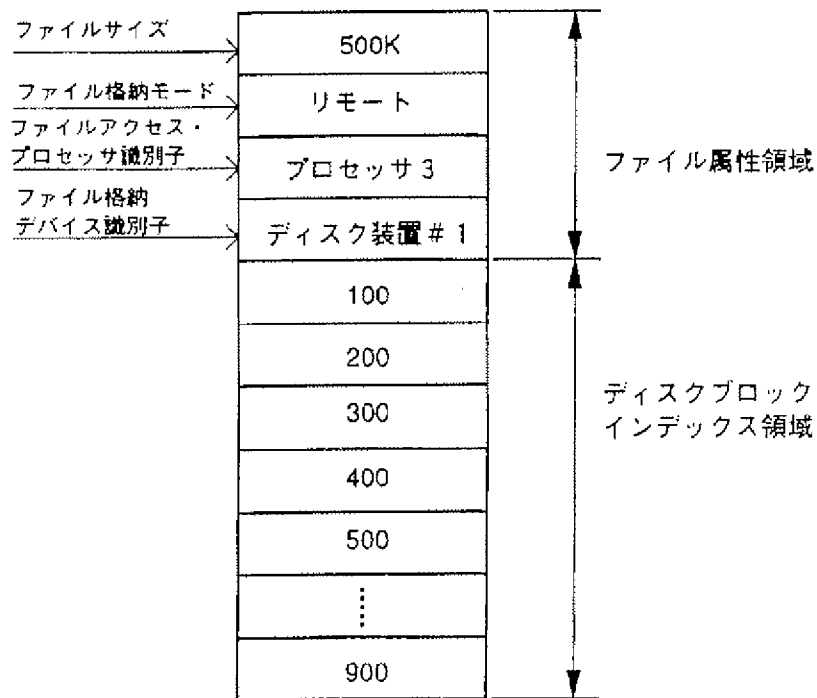 ファイルサイズ
500K
ファイル格納モード
リモート
ファイルアクセス・
プロセッサ識別子
プロセッサ3
ファイル格納
デバイス識別子
ディスク装置#1
ファイル属性領域
100
200
300
400
500
900
ディスクブロック
インデックス領域